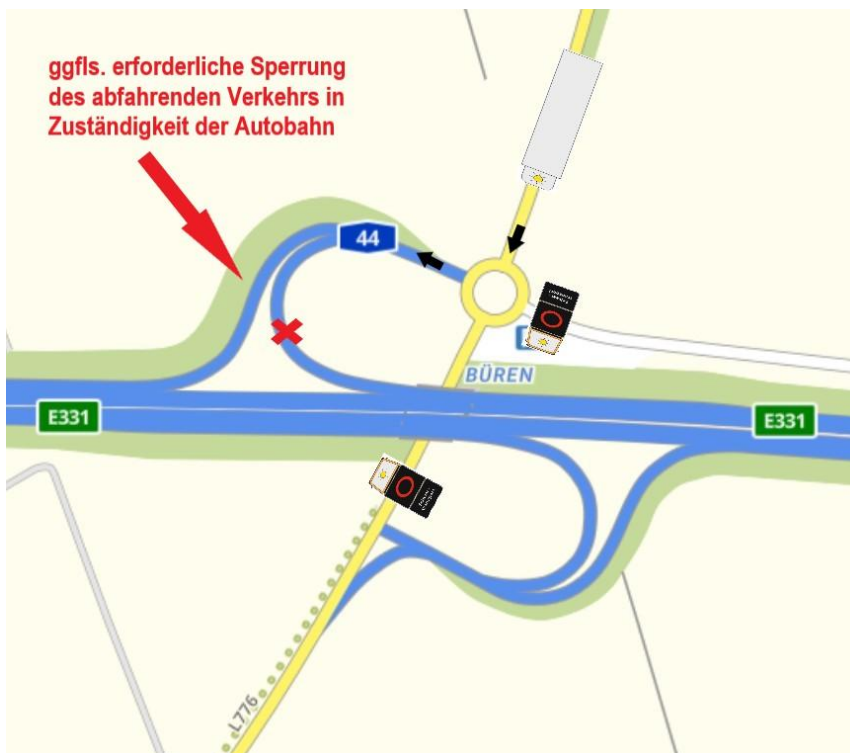 ggfls. erforderliche Sperrung
des abfahrenden Verkehrs in
Zuständigkeit der Autobahn
44
BÜREN
E331
E331
L776